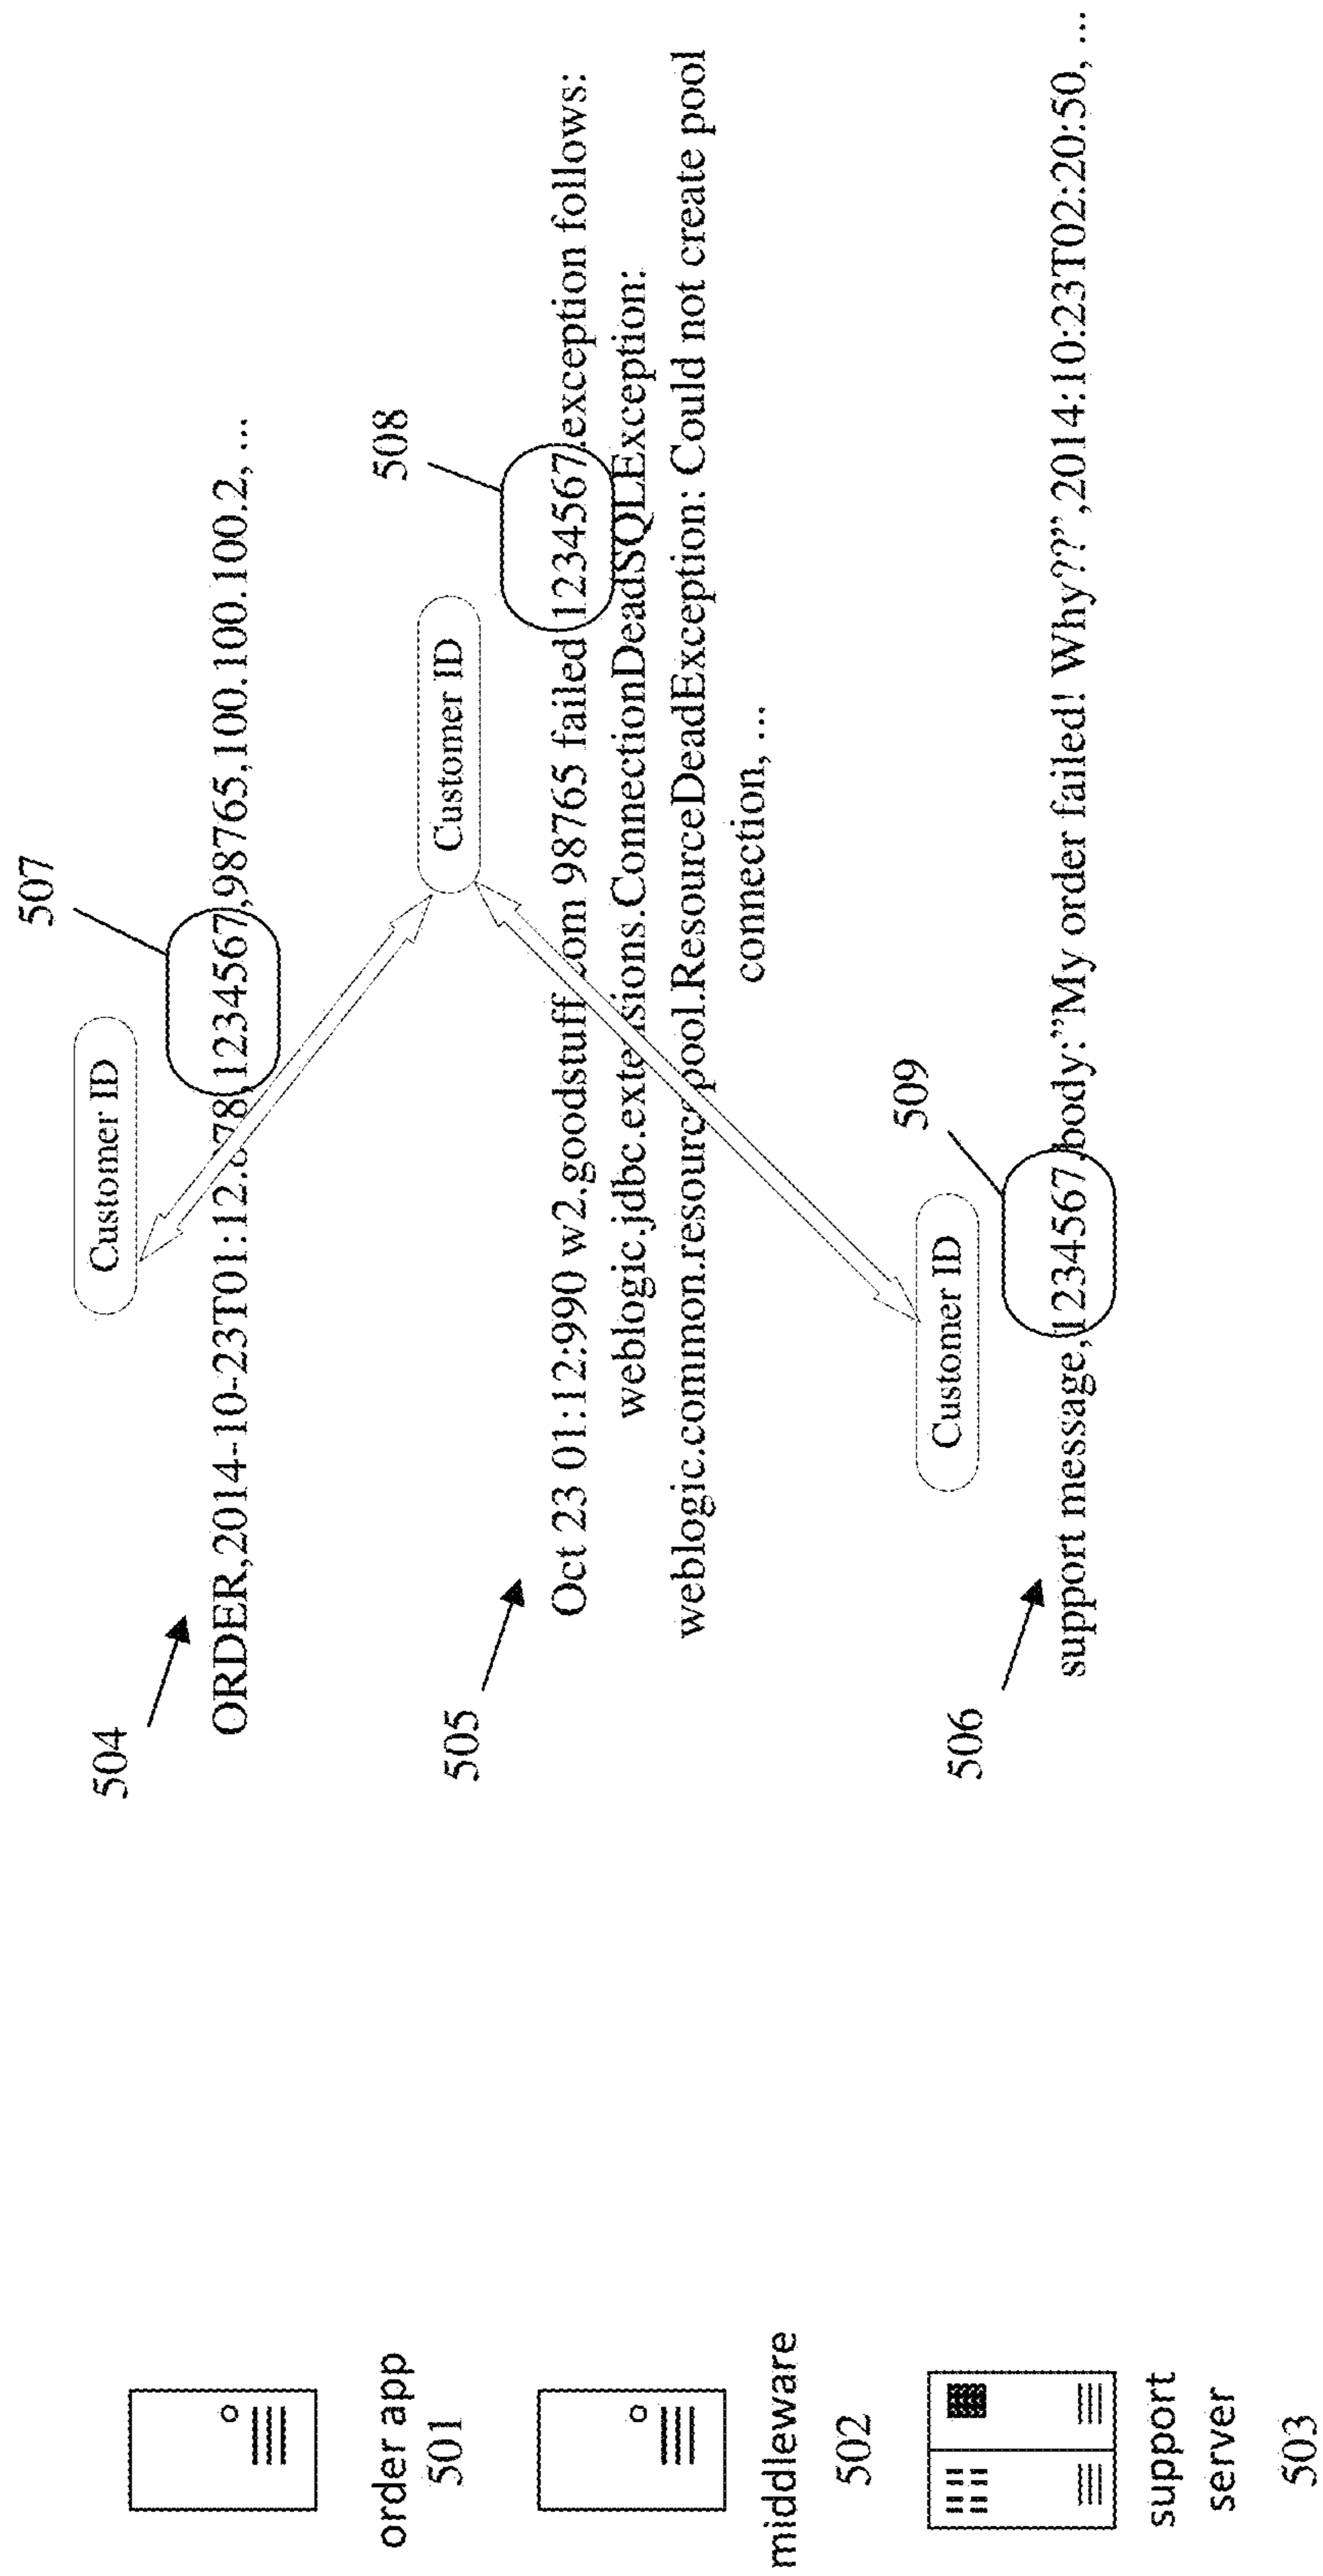 order app
501
504
ORDER,2014-10-23T01:12.878,1234567,98765,100.100.100.2, ...
Customer ID
507
middleware
502
505
Customer ID
508
Oct 23 01:12:990 w2.goodstuff.com 98765 failed 1234567.exception follows:
weblogic.jdbc.extensions.ConnectionDeadSQLException:
weblogic.common.resourcepool.ResourceDeadException: Could not create pool
connection, ...
support
server
503
506
Customer ID
509
support message,1234567,body:”My order failed! Why??”,2014:10:23T02:20:50, ...